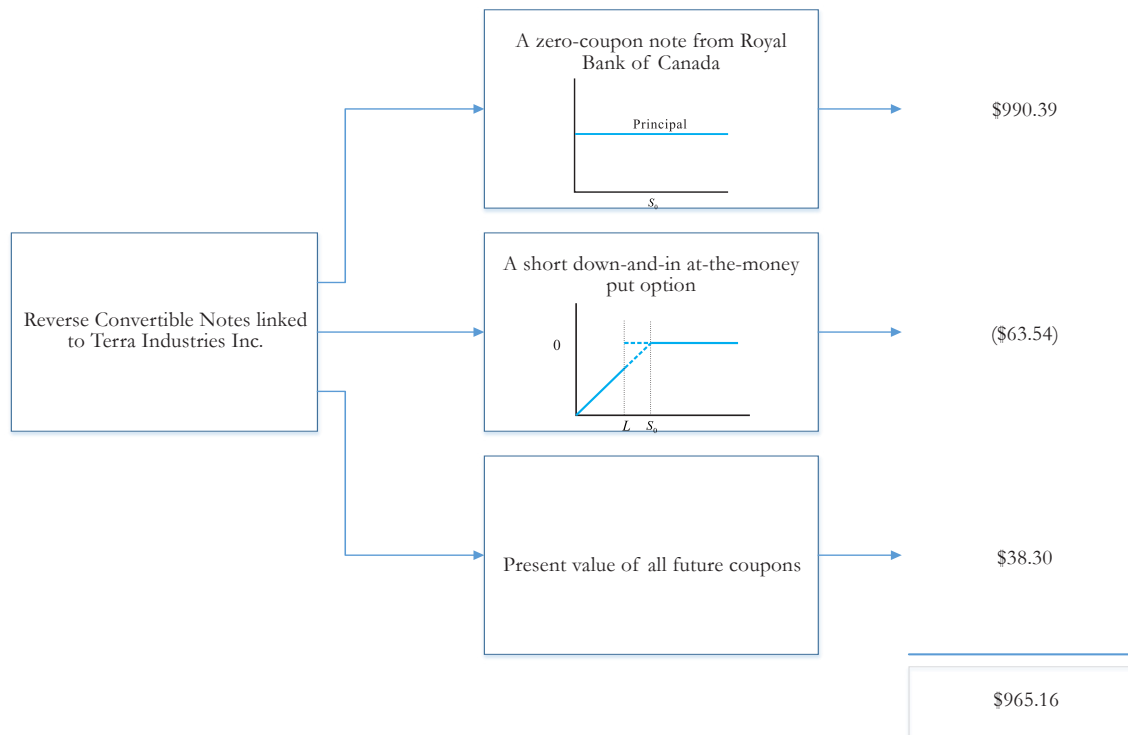 A zero-coupon note from Royal
Bank of Canada
Principal
S₀
$990.39
Reverse Convertible Notes linked
to Terra Industries Inc.
A short down-and-in at-the-money
put option
0
L S₀
($63.54)
Present value of all future coupons
$38.30
$965.16